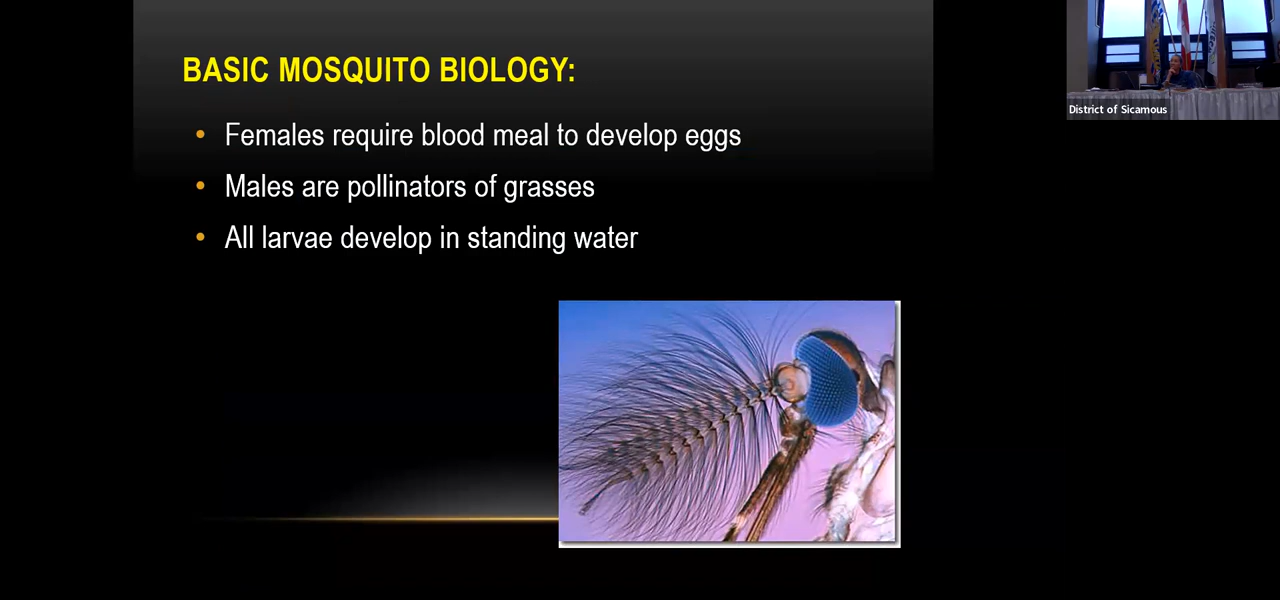 BASIC MOSQUITO BIOLOGY:
• Females require blood meal to develop eggs
• Males are pollinators of grasses
• All larvae develop in standing water
District of Sicamous